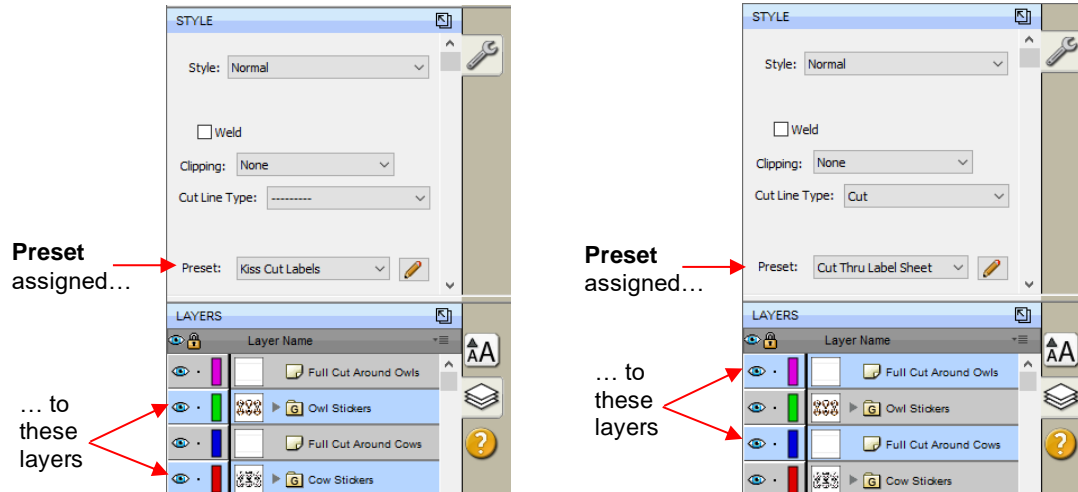 STYLE
Style: Normal
Weld
Clipping: None
Cut Line Type: ---------
Preset
assigned…
Preset: Kiss Cut Labels
LAYERS
Layer Name
AA
Full Cut Around Owls
… to
these
layers
G Owl Stickers
Full Cut Around Cows
?
G Cow Stickers
STYLE
Style: Normal
Weld
Clipping: None
Cut Line Type: Cut
Preset
assigned…
Preset: Cut Thru Label Sheet
LAYERS
Layer Name
AA
Full Cut Around Owls
… to
these
layers
G Owl Stickers
Full Cut Around Cows
?
G Cow Stickers